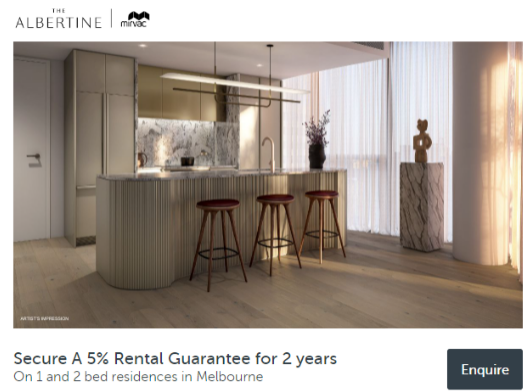 THE
ALBERTINE
mirvac
ARTIST'S IMPRESSION
Secure A 5% Rental Guarantee for 2 years
On 1 and 2 bed residences in Melbourne
Enquire